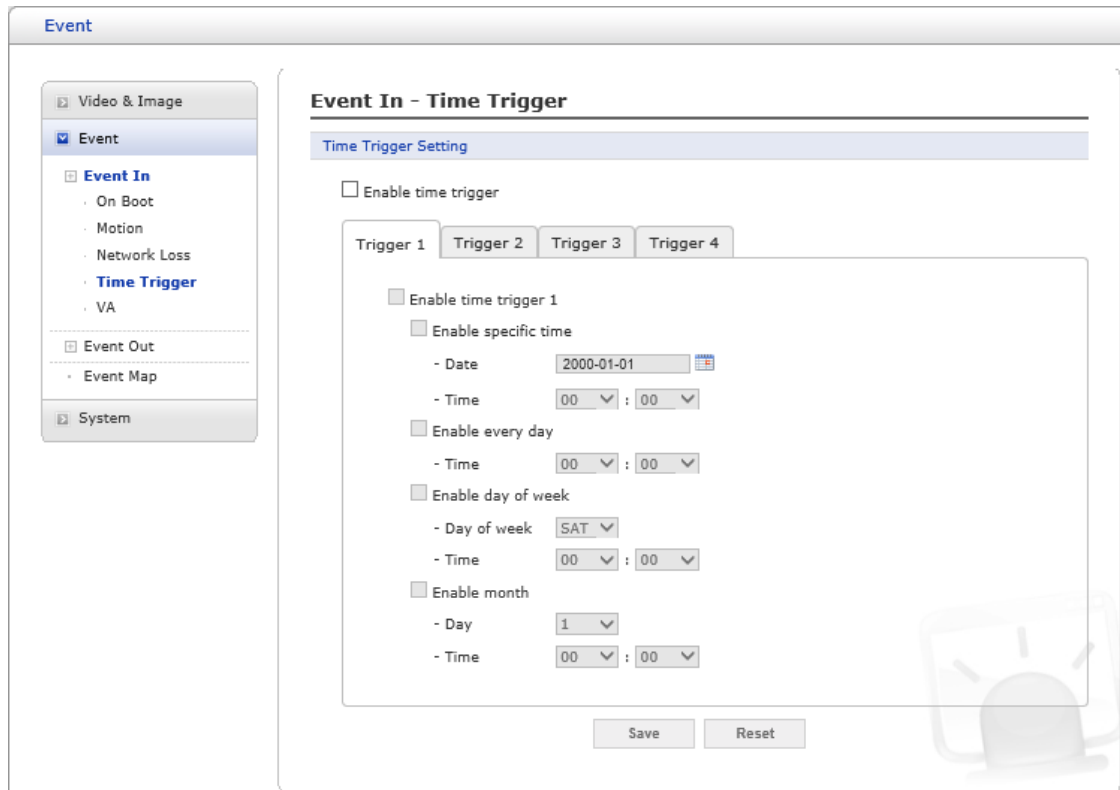 Event
Video & Image
Event
Event In
On Boot
Motion
Network Loss
Time Trigger
VA
Event Out
Event Map
System
Event In - Time Trigger
Time Trigger Setting
Enable time trigger
Trigger 1 Trigger 2 Trigger 3 Trigger 4
Enable time trigger 1
Enable specific time
- Date 2000-01-01
- Time 00 : 00
Enable every day
- Time 00 : 00
Enable day of week
- Day of week SAT
- Time 00 : 00
Enable month
- Day 1
- Time 00 : 00
Save Reset